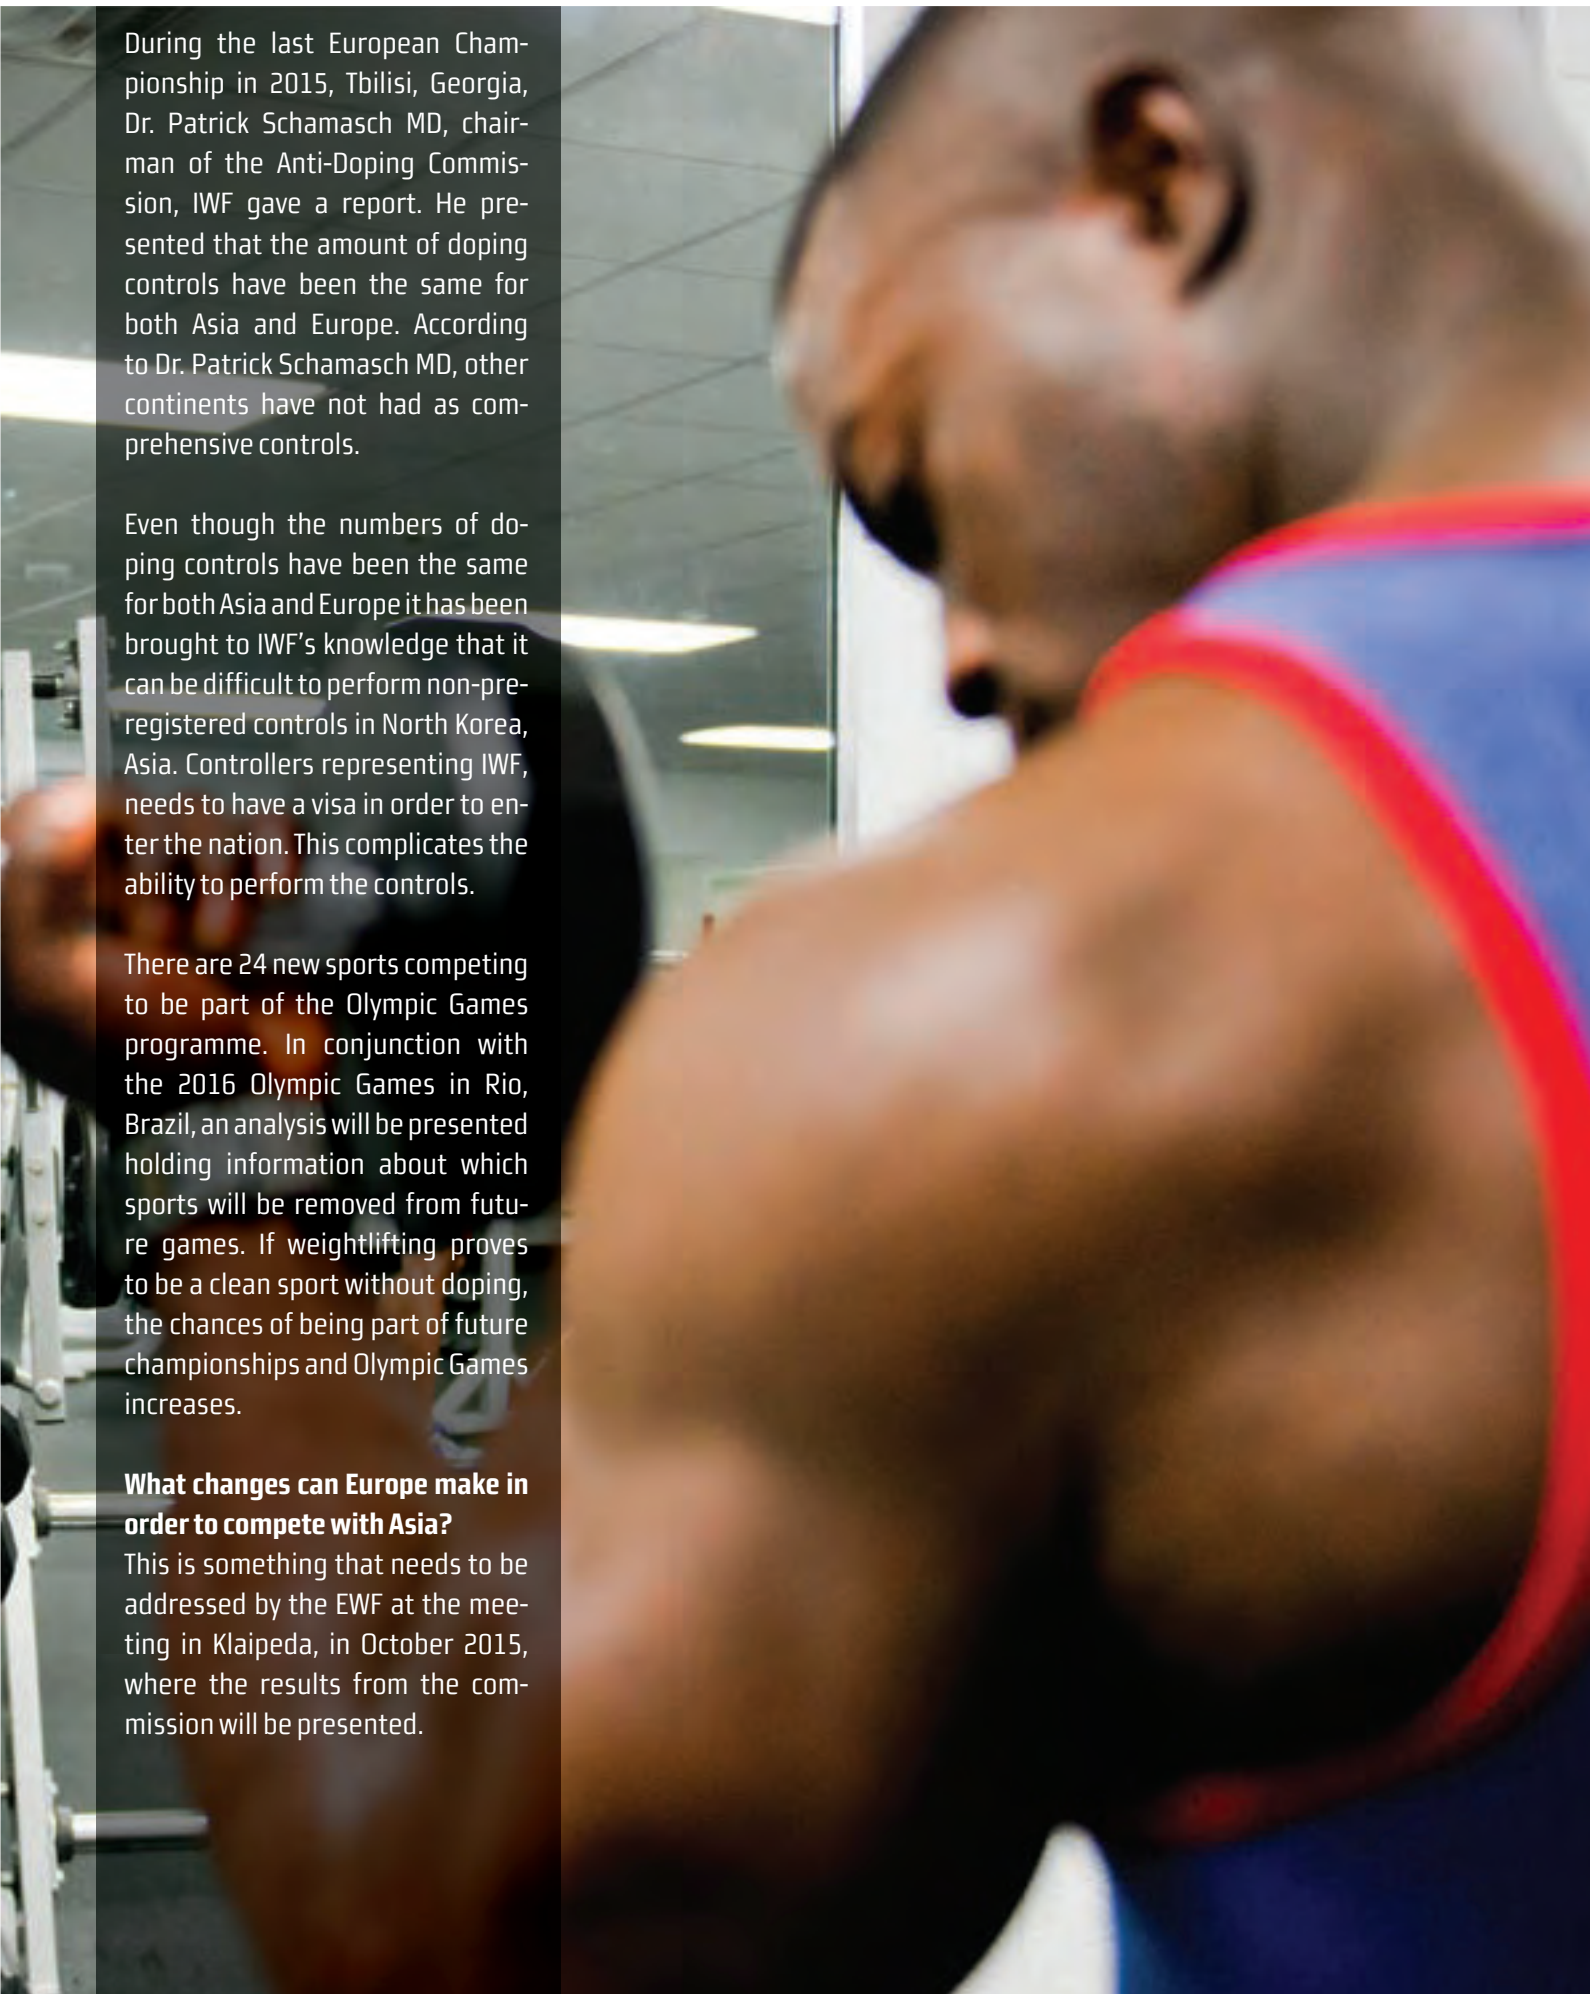 During the last European Cham-
pionship in 2015, Tbilisi, Georgia,
Dr. Patrick Schamasch MD, chair-
man of the Anti-Doping Commis-
sion, IWF gave a report. He pre-
sented that the amount of doping
controls have been the same for
both Asia and Europe. According
to Dr. Patrick Schamasch MD, other
continents have not had as com-
prehensive controls.

Even though the numbers of do-
ping controls have been the same
for both Asia and Europe it has been
brought to IWF's knowledge that it
can be difficult to perform non-pre-
registered controls in North Korea,
Asia. Controllers representing IWF,
needs to have a visa in order to en-
ter the nation. This complicates the
ability to perform the controls.

There are 24 new sports competing
to be part of the Olympic Games
programme. In conjunction with
the 2016 Olympic Games in Rio,
Brazil, an analysis will be presented
holding information about which
sports will be removed from futu-
re games. If weightlifting proves
to be a clean sport without doping,
the chances of being part of future
championships and Olympic Games
increases.

What changes can Europe make in
order to compete with Asia?
This is something that needs to be
addressed by the EWF at the mee-
ting in Klaipeda, in October 2015,
where the results from the com-
mission will be presented.